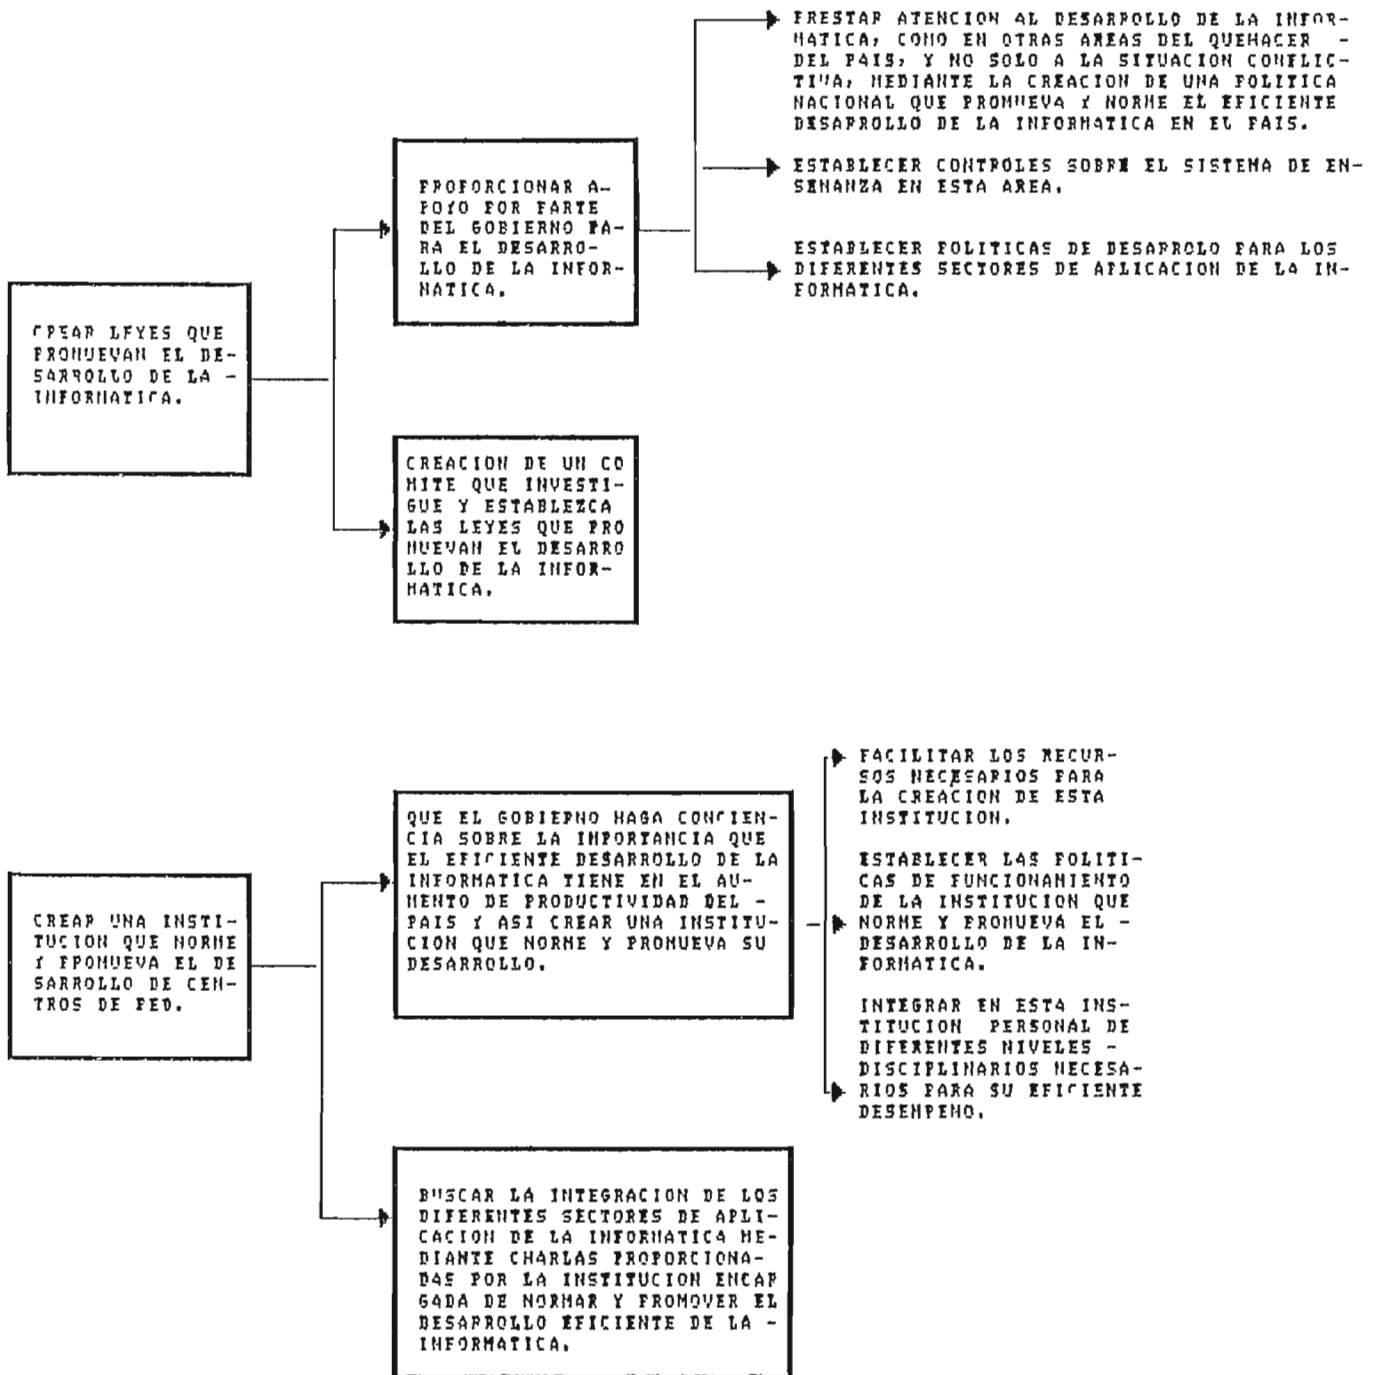 PRESTAR ATENCION AL DESARROLLO DE LA INFOR-
MATICA, COMO EN OTRAS AREAS DEL QUEHACER -
DEL PAIS, Y NO SOLO A LA SITUACION CONFLIC-
TIVA, MEDIANTE LA CREACION DE UNA POLITICA
NACIONAL QUE PROMUEVA Y NORME EL EFICIENTE
DESARROLLO DE LA INFORMATICA EN EL PAIS.
ESTABLECER CONTROLES SOBRE EL SISTEMA DE EN-
SENANZA EN ESTA AREA.
ESTABLECER POLITICAS DE DESARROLO PARA LOS
DIFERENTES SECTORES DE APLICACION DE LA IN-
FORMATICA.
PROPORCIONAR A-
POYO POR PARTE
DEL GOBIERNO PA-
RA EL DESARRO-
LLO DE LA INFOR-
MATICA.
CREAR LEYES QUE
PROMUEVAN EL DE-
SARROLLO DE LA -
INFORMATICA.
CREACION DE UN CO
MITE QUE INVESTI-
GUE Y ESTABLEZCA
LAS LEYES QUE PRO
MUEVAN EL DESARRO
LLO DE LA INFOR-
MATICA.
FACILITAR LOS RECUR-
SOS NECESARIOS PARA
LA CREACION DE ESTA
INSTITUCION.
ESTABLECER LAS POLITI-
CAS DE FUNCIONAMIENTO
DE LA INSTITUCION QUE
NORME Y PROMUEVA EL -
DESARROLLO DE LA IN-
FORMATICA.
INTEGRAR EN ESTA INS-
TITUCION PERSONAL DE
DIFERENTES NIVELES -
DISCIPLINARIOS NECESA-
RIOS PARA SU EFICIENTE
DESEMPENO.
QUE EL GOBIERNO HAGA CONCIEN-
CIA SOBRE LA IMPORTANCIA QUE
EL EFICIENTE DESARROLLO DE LA
INFORMATICA TIENE EN EL AU-
MENTO DE PRODUCTIVIDAD DEL -
PAIS Y ASI CREAR UNA INSTITU-
CION QUE NORME Y PROMUEVA SU
DESARROLLO.
CREAR UNA INSTI-
TUCION QUE NORME
Y PROMUEVA EL DE
SARROLLO DE CEN-
TROS DE PED.
BUSCAR LA INTEGRACION DE LOS
DIFERENTES SECTORES DE APLI-
CACION DE LA INFORMATICA ME-
DIANTE CHARLAS PROPORCIONA-
DAS POR LA INSTITUCION ENCAR
GADA DE NORMAR Y PROMOVER EL
DESARROLLO EFICIENTE DE LA -
INFORMATICA.